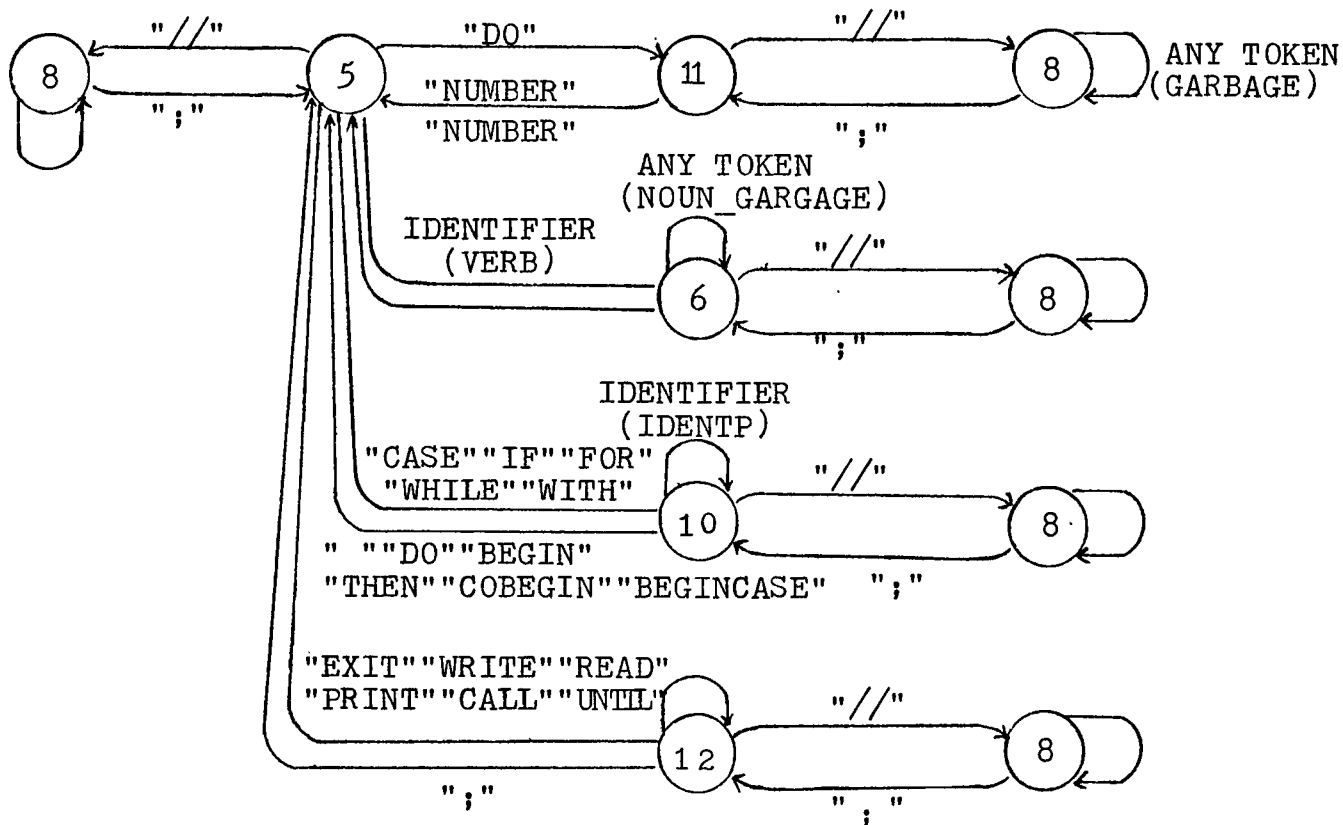 "//" "DO" "//"
8 5 11 8 ANY TOKEN
(GARBAGE)
"NUMBER"
";" "NUMBER" ";"
ANY TOKEN
(NOUN_GARGAGE)
IDENTIFIER "//"
(VERB)
6 8
";"
IDENTIFIER
(IDENTP)
"CASE""IF""FOR"
"WHILE""WITH" "//"
10 8
" ""DO""BEGIN"
"THEN""COBEGIN""BEGINCASE" ";"
"EXIT""WRITE""READ"
"PRINT""CALL""UNTIL" "//"
12 8
";" ";"